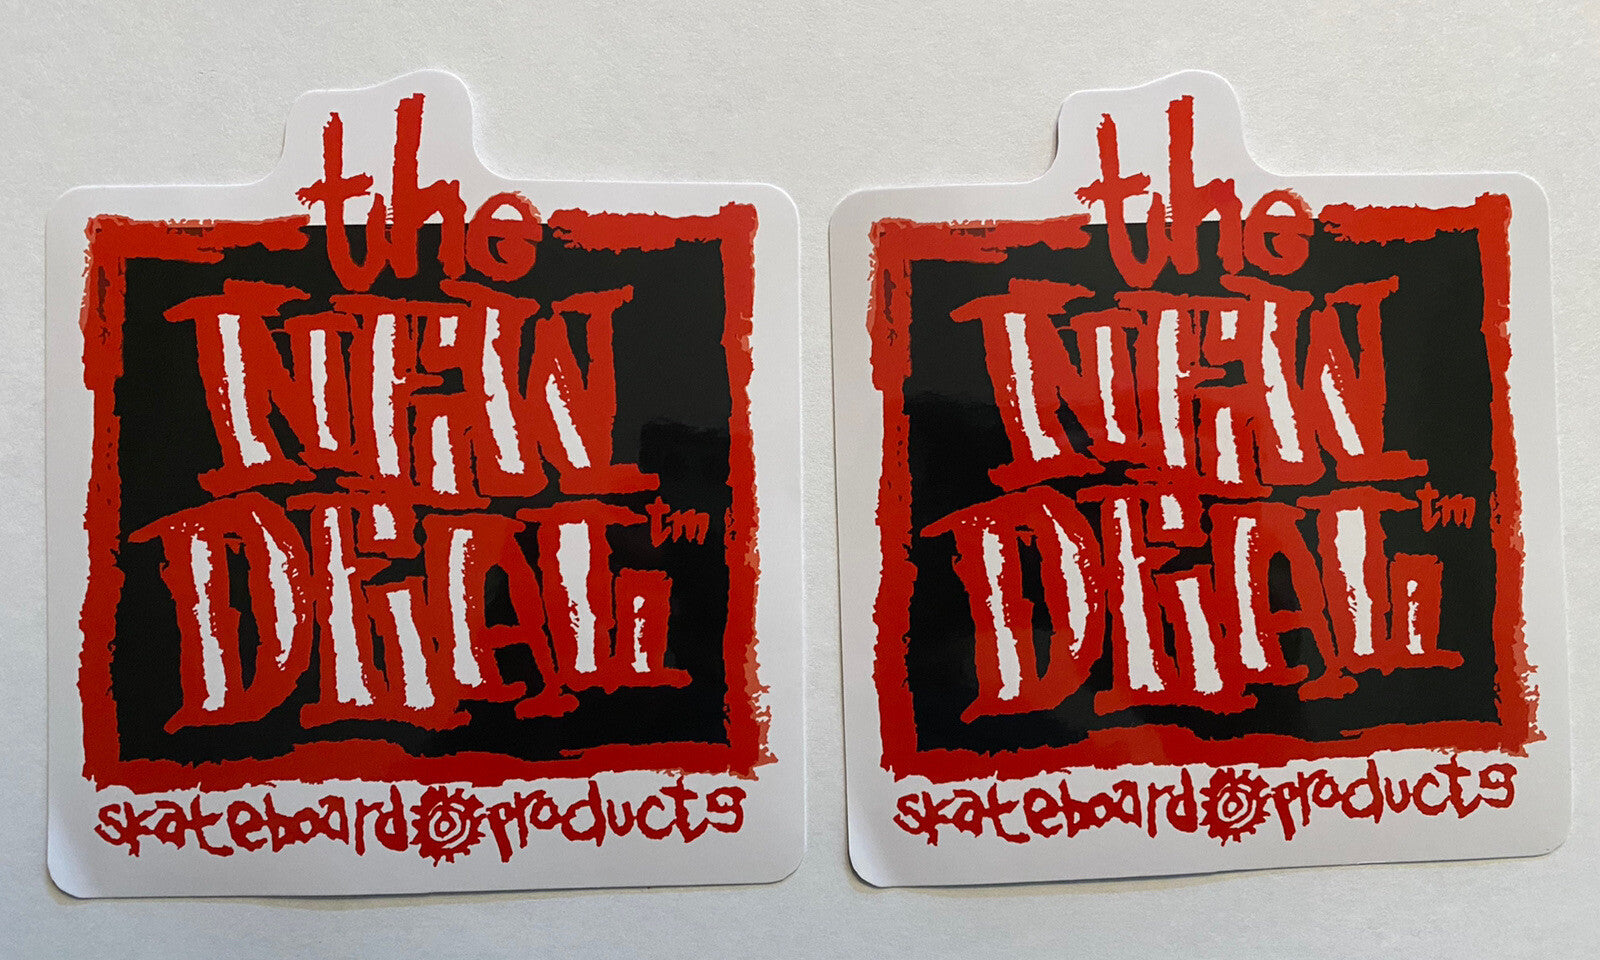 the
NEW
DEAL tm
skateboard products
the
NEW
DEAL tm
skateboard products